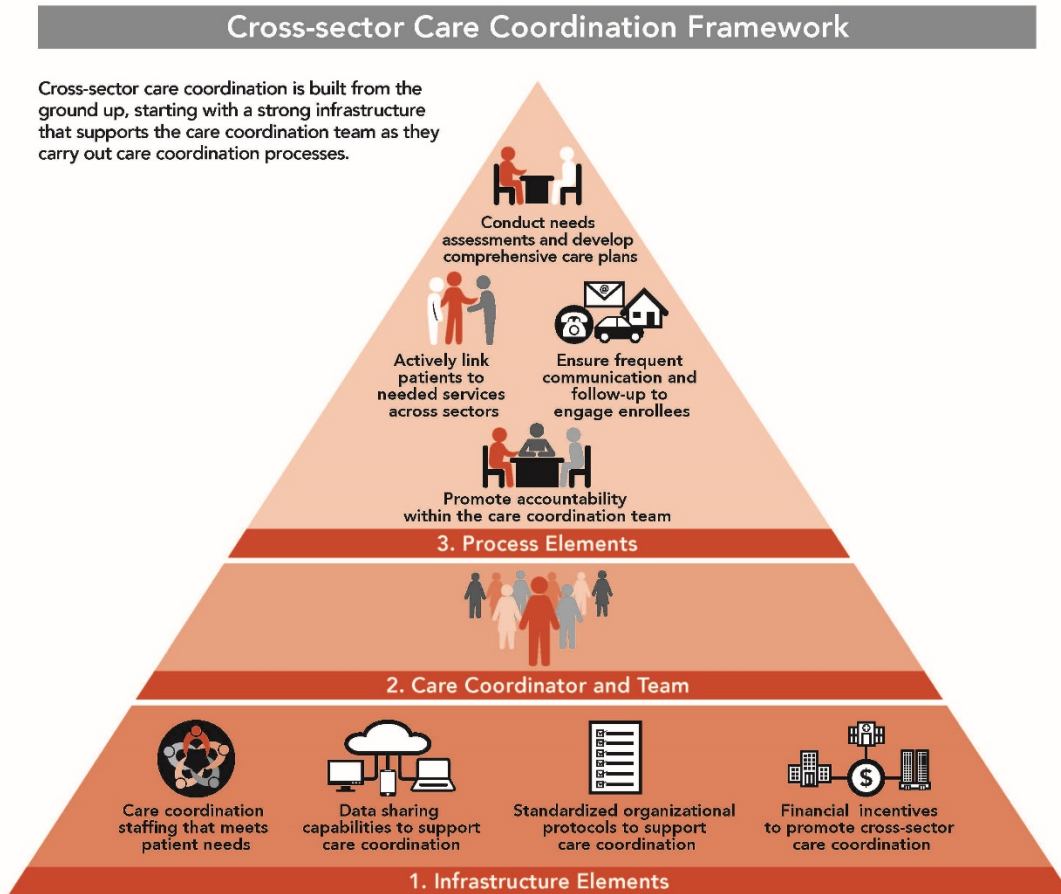 Cross-sector Care Coordination Framework
Cross-sector care coordination is built from the
ground up, starting with a strong infrastructure
that supports the care coordination team as they
carry out care coordination processes.
Conduct needs
assessments and develop
comprehensive care plans
@
Actively link
patients to
needed services
across sectors
Ensure frequent
communication and
follow-up to
engage enrollees
Promote accountability
within the care coordination team
3. Process Elements
2. Care Coordinator and Team
$
Care coordination
staffing that meets
patient needs
Data sharing
capabilities to support
care coordination
Standardized organizational
protocols to support
care coordination
Financial incentives
to promote cross-sector
care coordination
1. Infrastructure Elements